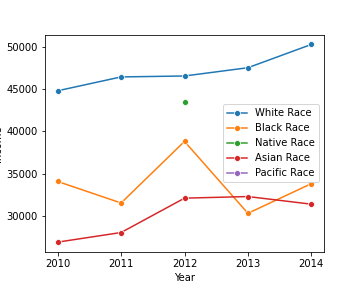 50000
45000
40000
35000
30000
White Race
Black Race
Native Race
Asian Race
Pacific Race
2010 2011 2012 2013 2014
Year